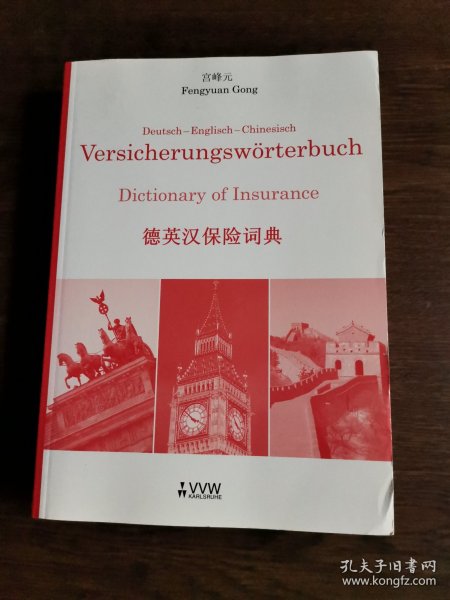 宫峰元
Fengyuan Gong
Deutsch–Englisch–Chinesisch
Versicherungswörterbuch
Dictionary of Insurance
德英汉保险词典
VVW
KARLSRUHE
孔夫子旧书网
www.kongfz.com